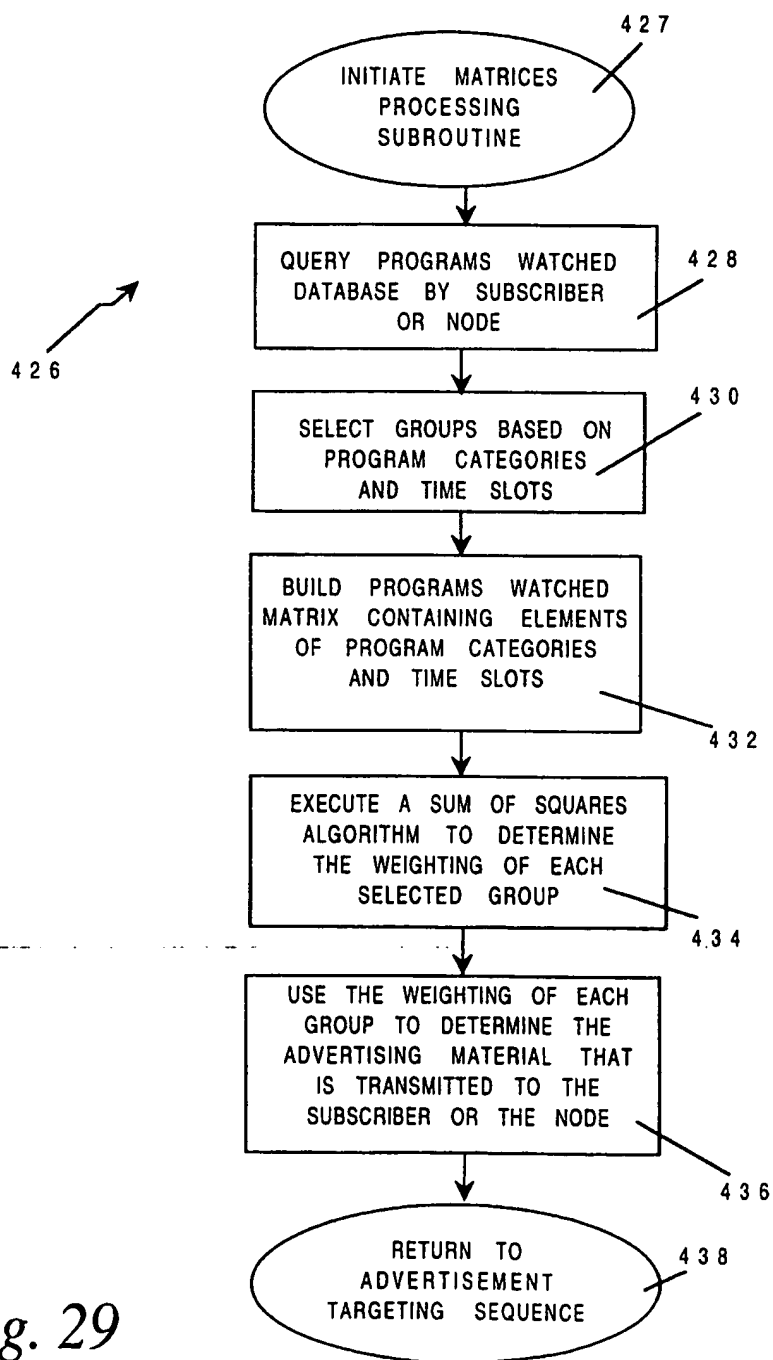 427
INITIATE MATRICES
PROCESSING
SUBROUTINE
QUERY PROGRAMS WATCHED
DATABASE BY SUBSCRIBER
OR NODE
428
426
430
SELECT GROUPS BASED ON
PROGRAM CATEGORIES
AND TIME SLOTS
BUILD PROGRAMS WATCHED
MATRIX CONTAINING ELEMENTS
OF PROGRAM CATEGORIES
AND TIME SLOTS
432
EXECUTE A SUM OF SQUARES
ALGORITHM TO DETERMINE
THE WEIGHTING OF EACH
SELECTED GROUP
434
USE THE WEIGHTING OF EACH
GROUP TO DETERMINE THE
ADVERTISING MATERIAL THAT
IS TRANSMITTED TO THE
SUBSCRIBER OR THE NODE
436
RETURN TO
ADVERTISEMENT
TARGETING SEQUENCE
438
g. 29